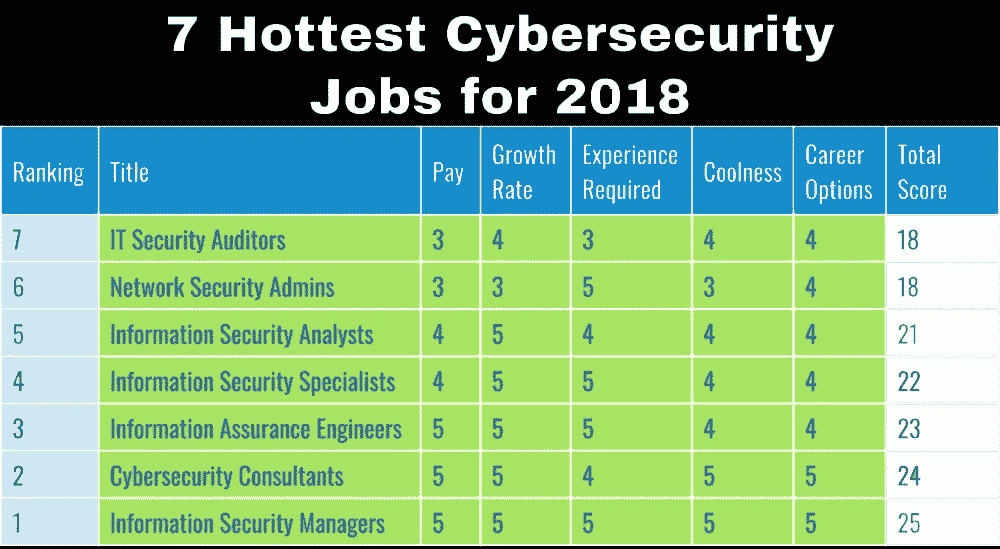 7 Hottest Cybersecurity
Jobs for 2018
Ranking Title Pay Growth Rate Experience Required Coolness Career Options Total Score
7 IT Security Auditors 3 4 3 4 4 18
6 Network Security Admins 3 3 5 3 4 18
5 Information Security Analysts 4 5 4 4 4 21
4 Information Security Specialists 4 5 5 4 4 22
3 Information Assurance Engineers 5 5 5 4 4 23
2 Cybersecurity Consultants 5 5 4 5 5 24
1 Information Security Managers 5 5 5 5 5 25